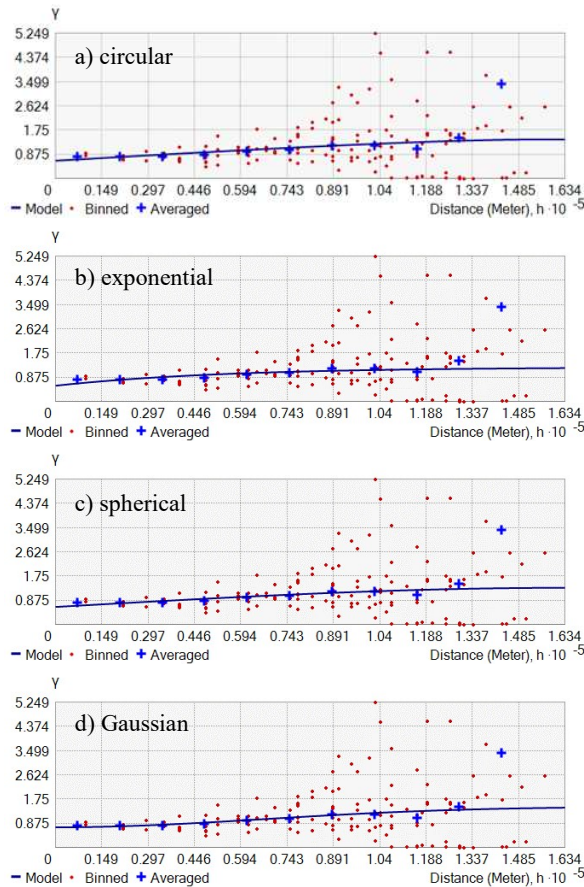 γ
5.249
a) circular
4.374
3.499
2.624
1.75
0.875
0 0.149 0.297 0.446 0.594 0.743 0.891 1.04 1.188 1.337 1.485 1.634
Model Binned Averaged Distance (Meter), h · 10 -5
γ
5.249
b) exponential
4.374
3.499
2.624
1.75
0.875
0 0.149 0.297 0.446 0.594 0.743 0.891 1.04 1.188 1.337 1.485 1.634
Model Binned Averaged Distance (Meter), h · 10 -5
γ
5.249
c) spherical
4.374
3.499
2.624
1.75
0.875
0 0.149 0.297 0.446 0.594 0.743 0.891 1.04 1.188 1.337 1.485 1.634
Model Binned Averaged Distance (Meter), h · 10 -5
γ
5.249
d) Gaussian
4.374
3.499
2.624
1.75
0.875
0 0.149 0.297 0.446 0.594 0.743 0.891 1.04 1.188 1.337 1.485 1.634
Model Binned Averaged Distance (Meter), h · 10 -5